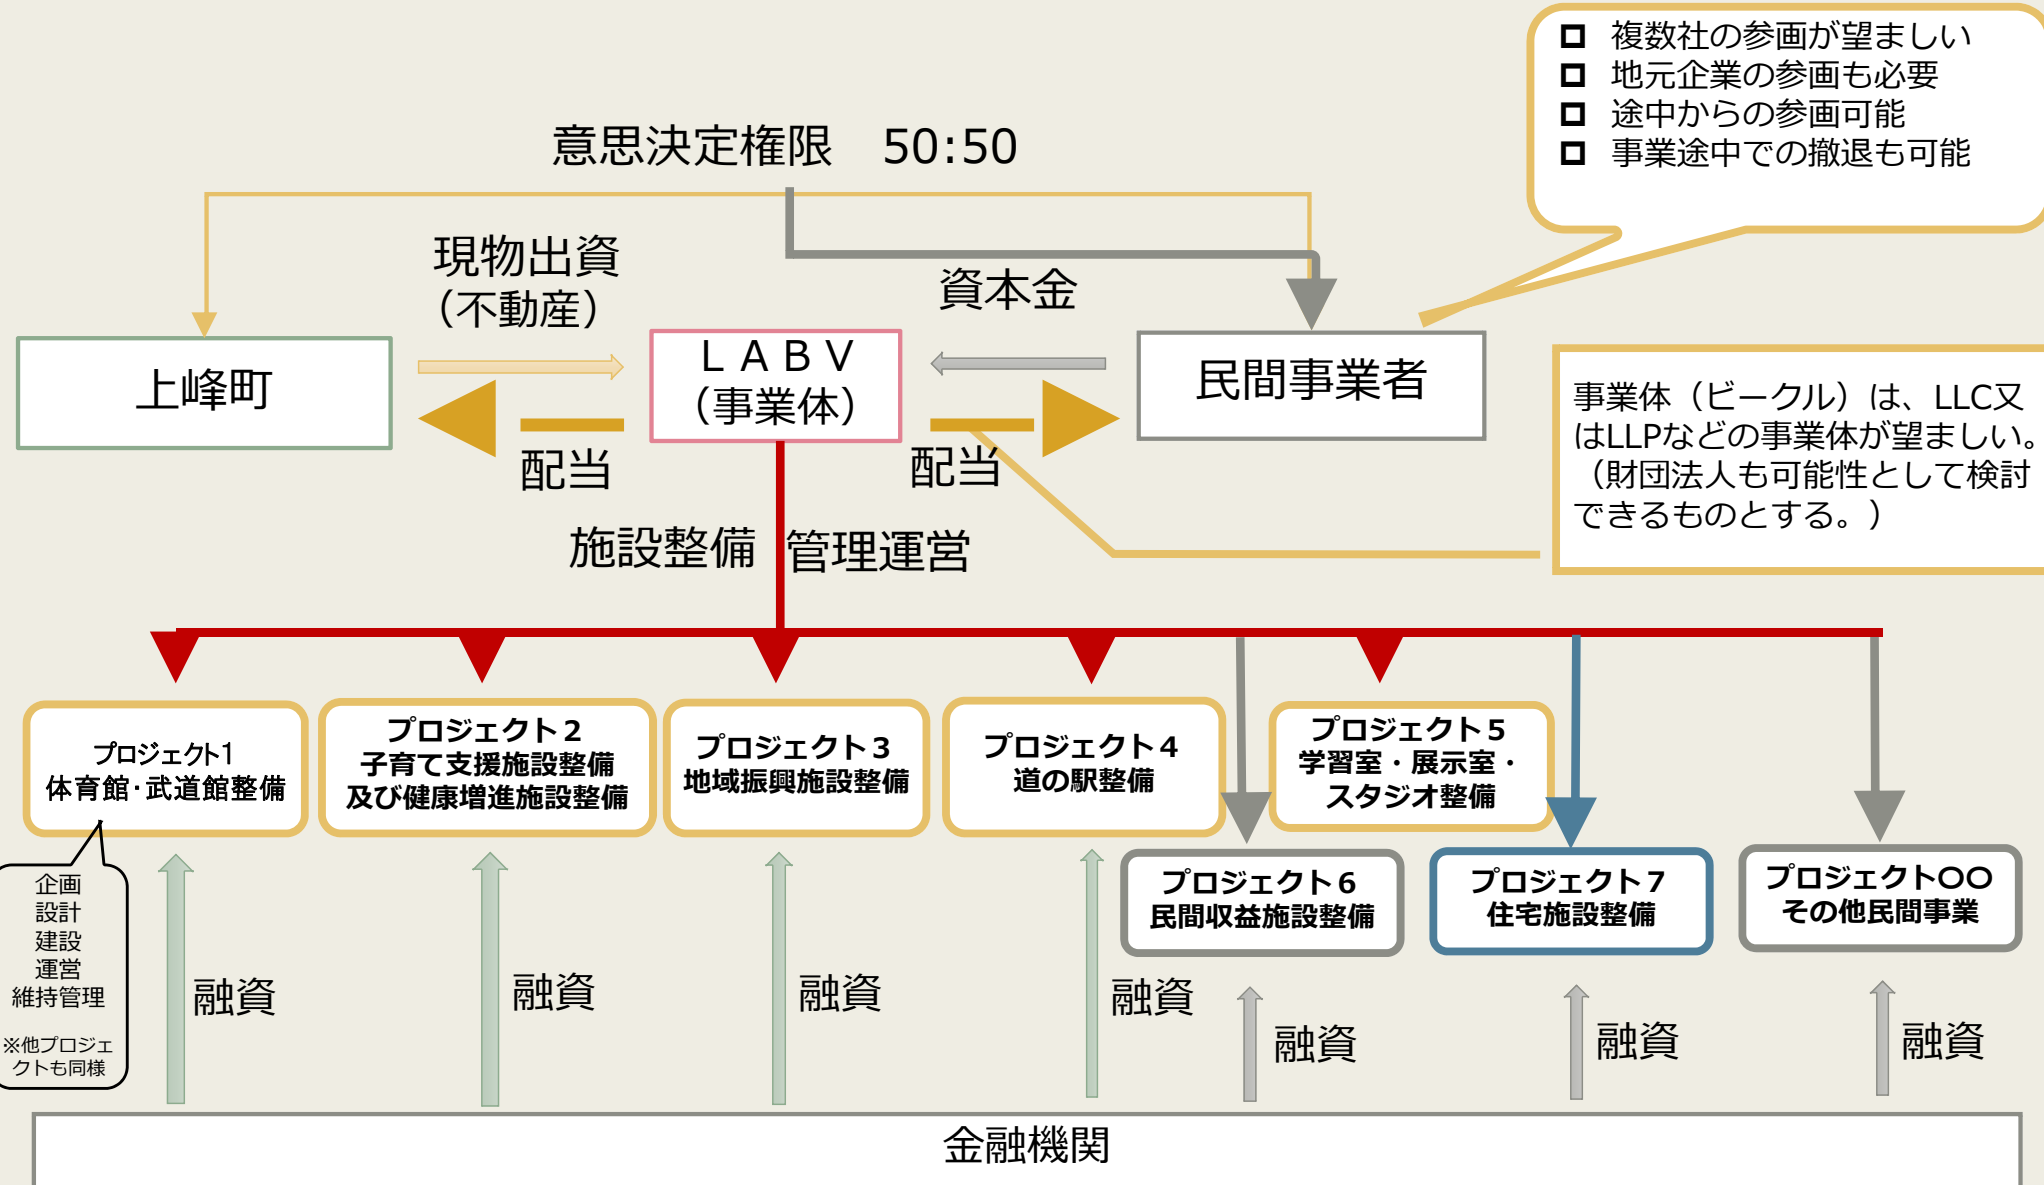 複数社の参画が望ましい
地元企業の参画も必要
途中からの参画可能
事業途中での撤退も可能
意思決定権限　50:50
現物出資
（不動産）
資本金
上峰町
ＬＡＢＶ
（事業体）
民間事業者
配当
配当
事業体（ビークル）は、LLC又
はLLPなどの事業体が望ましい。
（財団法人も可能性として検討
できるものとする。）
施設整備
管理運営
プロジェクト1
体育館・武道館整備
プロジェクト２
子育て支援施設整備
及び健康増進施設整備
プロジェクト３
地域振興施設整備
プロジェクト４
道の駅整備
プロジェクト５
学習室・展示室・
スタジオ整備
プロジェクト６
民間収益施設整備
プロジェクト７
住宅施設整備
プロジェクト〇〇
その他民間事業
企画
設計
建設
運営
維持管理
※他プロジェ
クトも同様
融資
融資
融資
融資
融資
融資
融資
金融機関